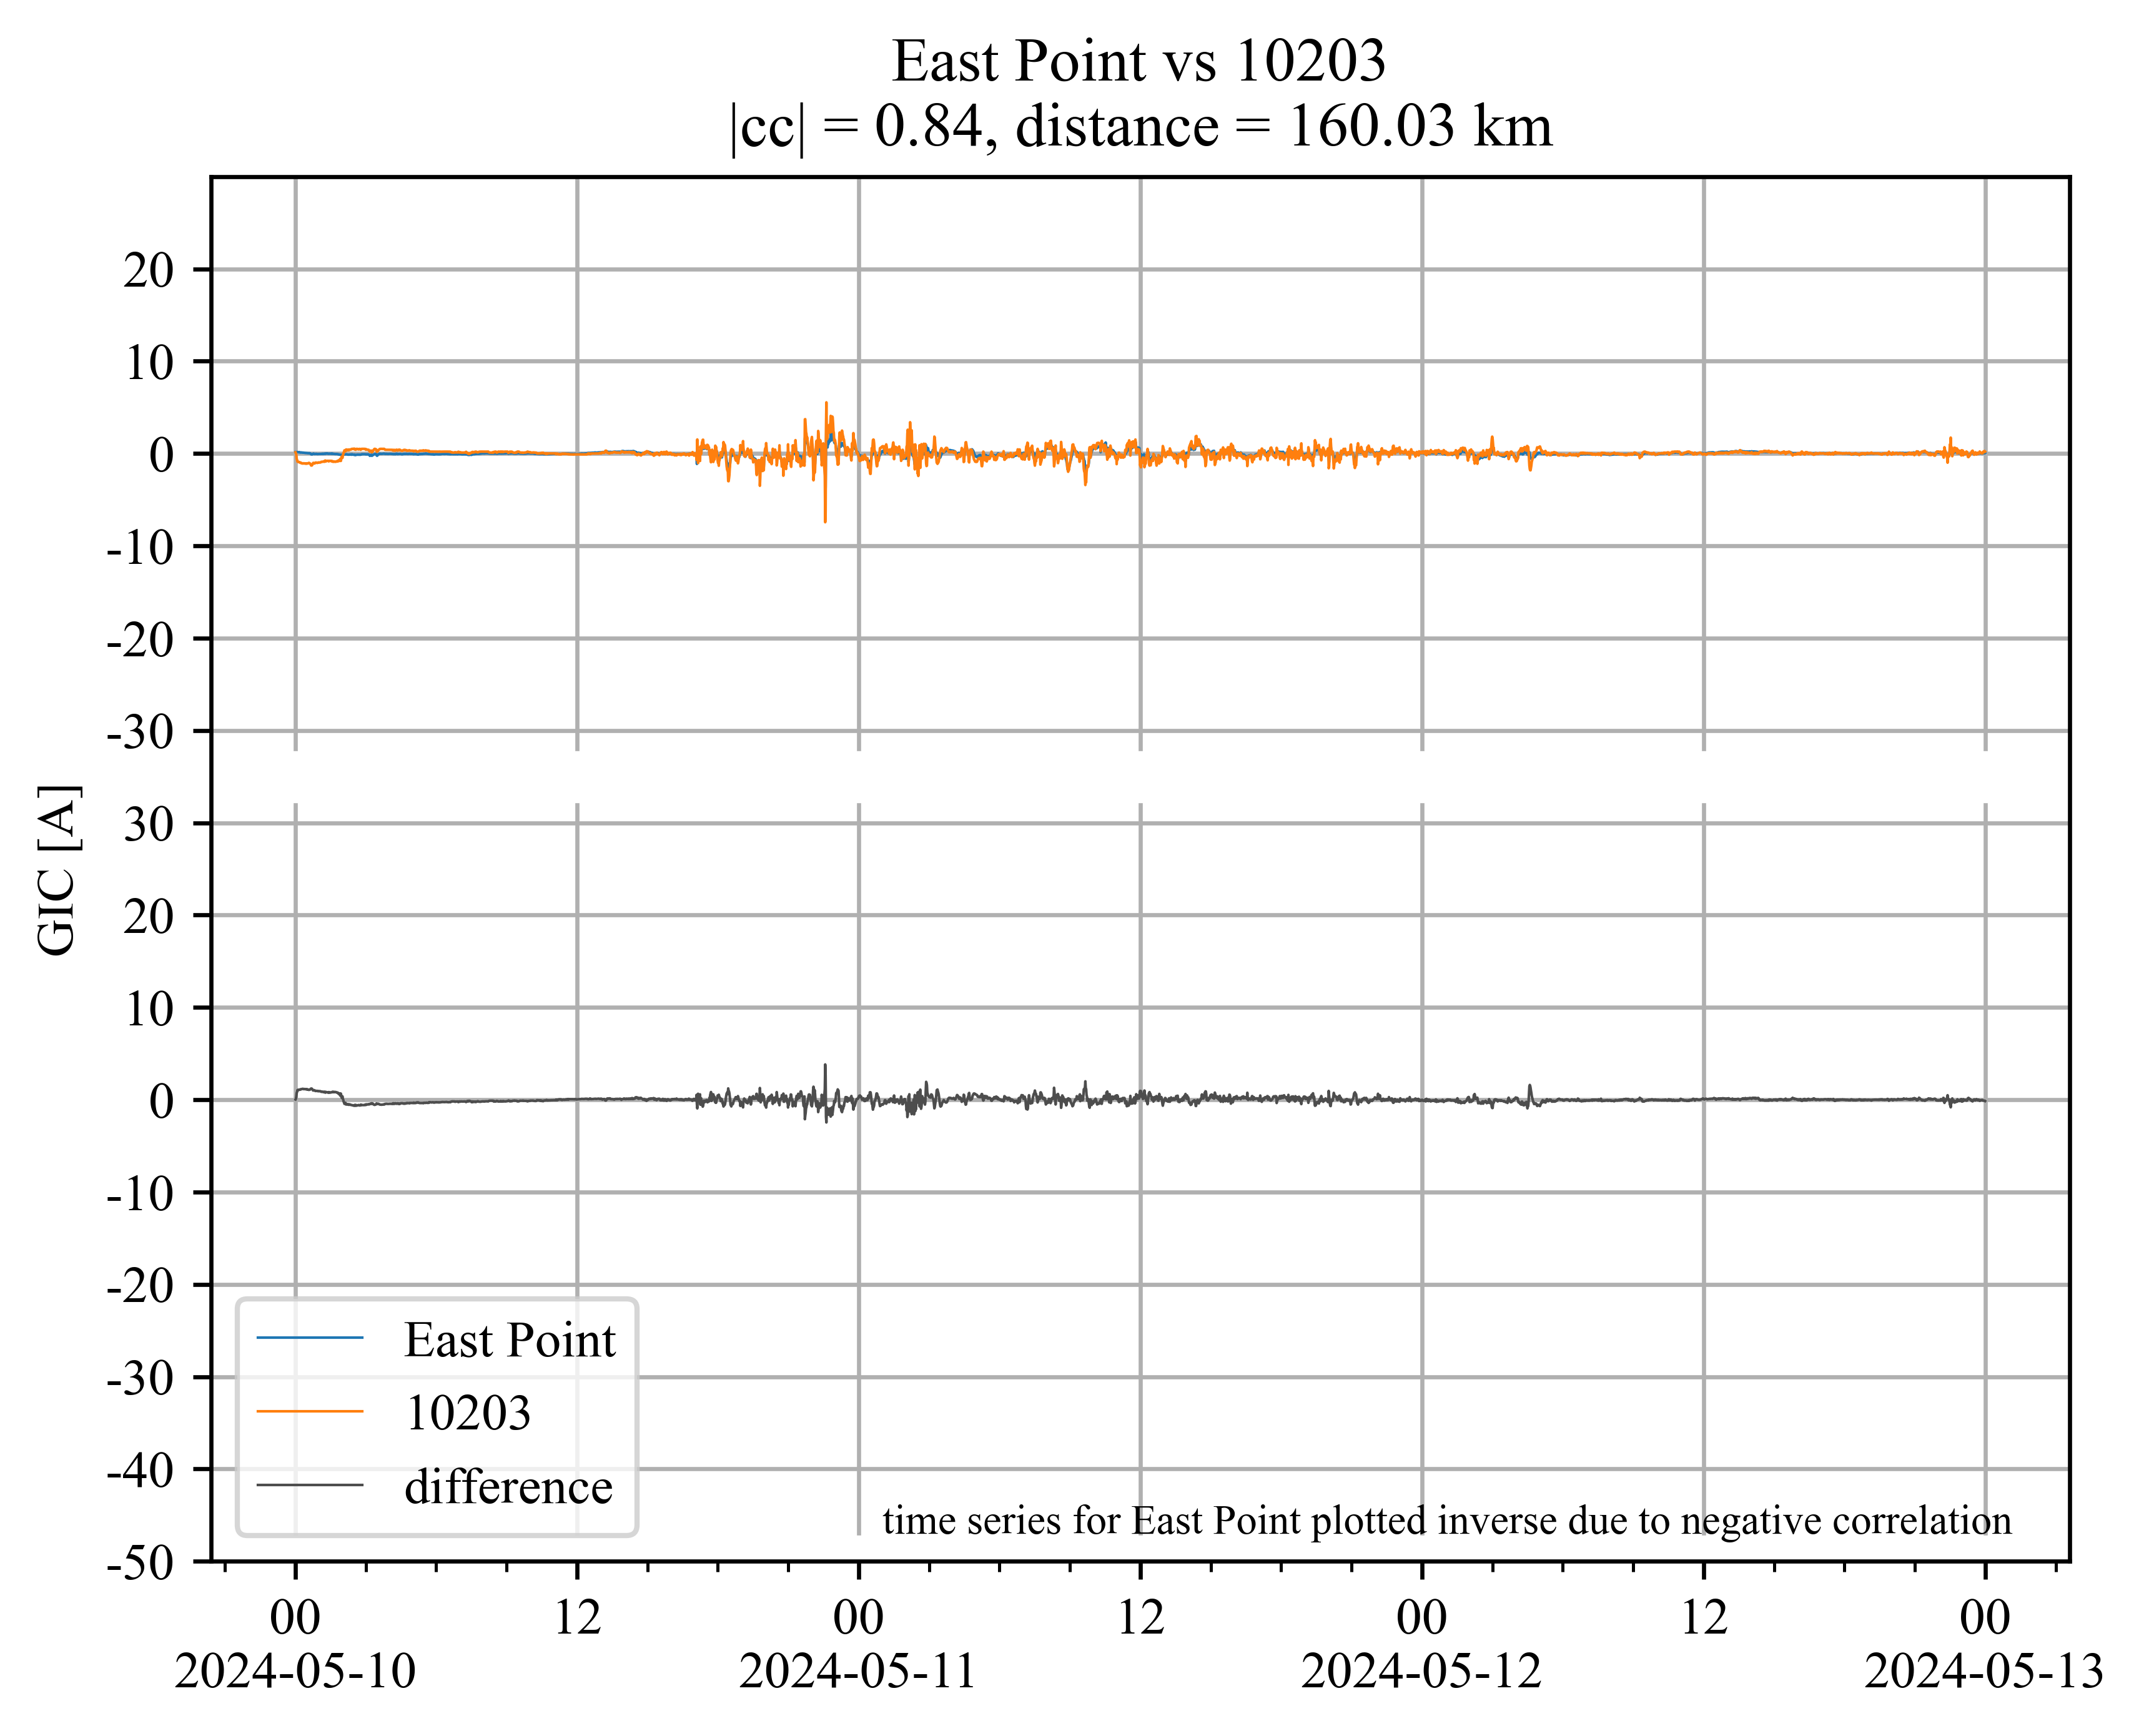 East Point vs 10203
|cc| = 0.84, distance = 160.03 km
GIC [A]
20
10
0
-10
-20
-30
30
20
10
0
-10
-20
-30
-40
-50
East Point
10203
difference
time series for East Point plotted inverse due to negative correlation
00 12 00 12 00 12 00
2024-05-10 2024-05-11 2024-05-12 2024-05-13